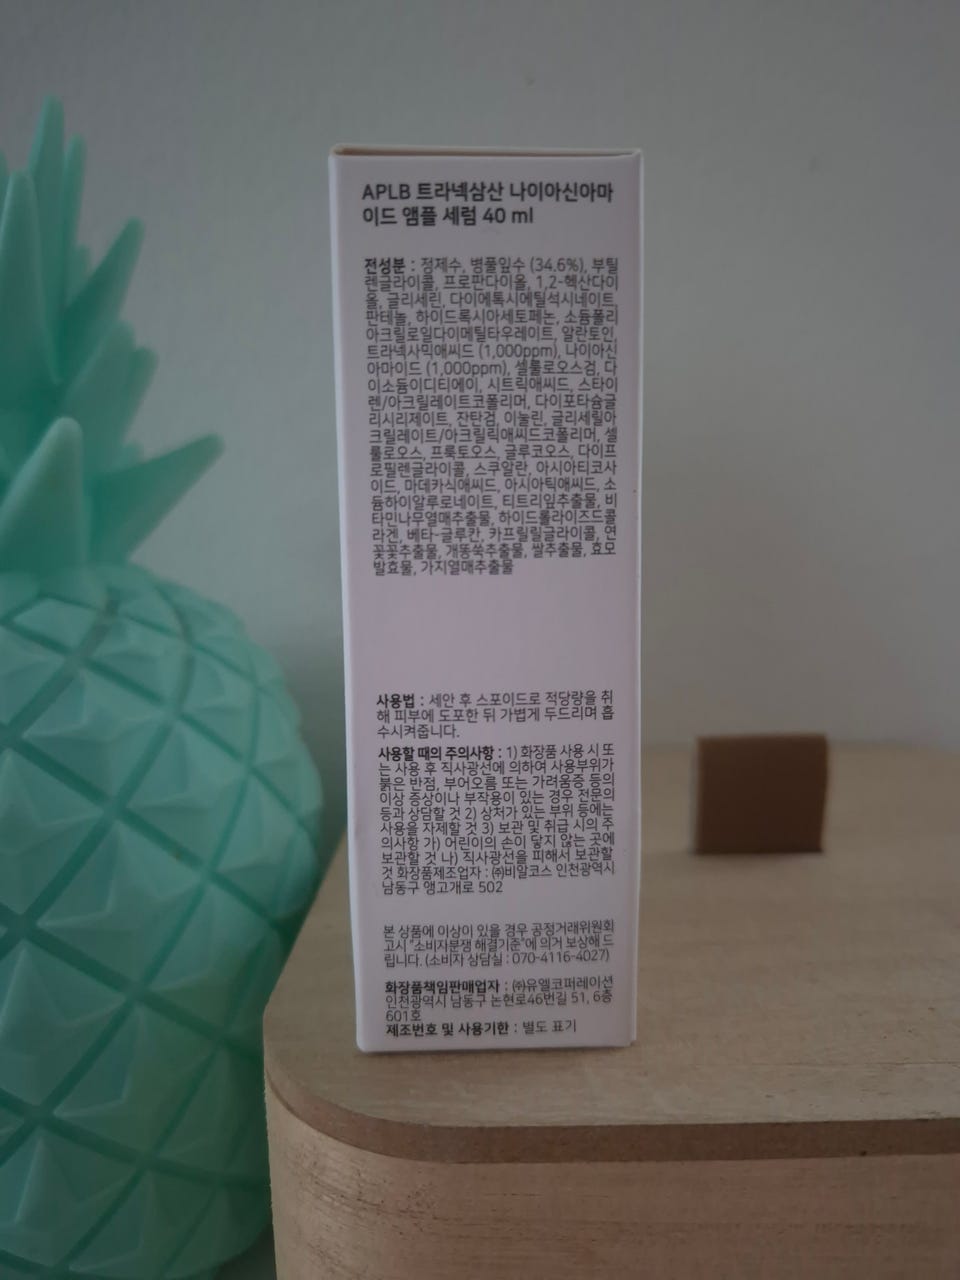 APLB 트라넥삼산 나이아신아마
이드 앰플 세럼 40 ml
전성분 : 정제수, 병풀잎수 (34.6%), 부틸
렌글라이콜, 프로판다이올, 1,2-헥산다이
올, 글리세린, 다이에톡시에틸석시네이트,
판테놀, 하이드록시아세토페논, 소듐폴리
아크릴로일다이메틸타우레이트, 알란토인,
트라넥사믹애씨드 (1,000ppm), 나이아신
아마이드 (1,000ppm), 셀룰로오스검, 다
이소듐이디티에이, 시트릭애씨드, 스타이
렌/아크릴레이트코폴리머, 다이포타슘글
리시리제이트, 잔탄검, 이눌린, 글리세릴아
크릴레이트/아크릴릭애씨드코폴리머, 셀
룰로오스, 프룩토오스, 글루코오스, 다이프
로필렌글라이콜, 스쿠알란, 아시아티코사
이드, 마데카식애씨드, 아시아틱애씨드, 소
듐하이알루로네이트, 티트리잎추출물, 비
타민나무열매추출물, 하이드롤라이즈드콜
라겐, 베타-글루칸, 카프릴릴글라이콜, 연
꽃꽃추출물, 개똥쑥추출물, 쌀추출물, 효모
발효물, 가지열매추출물
사용법 : 세안 후 스포이드로 적당량을 취
해 피부에 도포한 뒤 가볍게 두드리며 흡
수시켜줍니다.
사용할 때의 주의사항 : 1) 화장품 사용 시 또
는 사용 후 직사광선에 의하여 사용부위가
붉은 반점, 부어오름 또는 가려움증 등의
이상 증상이나 부작용이 있는 경우 전문의
등과 상담할 것 2) 상처가 있는 부위 등에는
사용을 자제할 것 3) 보관 및 취급 시의 주
의사항 가) 어린이의 손이 닿지 않는 곳에
보관할 것 나) 직사광선을 피해서 보관할
것 화장품제조업자 : ㈜비알코스 인천광역시
남동구 앵고개로 502
본 상품에 이상이 있을 경우 공정거래위원회
고시 "소비자분쟁 해결기준"에 의거 보상해 드
립니다. (소비자 상담실 : 070-4116-4027)
화장품책임판매업자 : ㈜유엘코퍼레이션
인천광역시 남동구 논현로46번길 51, 6층
601호
제조번호 및 사용기한 : 별도 표기